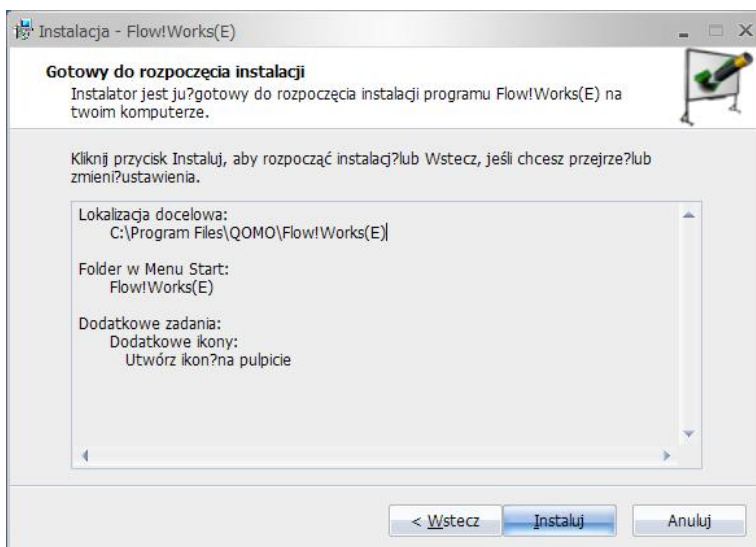 Instalacja - Flow!Works(E)
Gotowy do rozpoczęcia instalacji
Instalator jest ju?gotowy do rozpoczęcia instalacji programu Flow!Works(E) na
twoim komputerze.
Kliknij przycisk Instaluj, aby rozpocząć instalacj?lub Wstecz, jeśli chcesz przejrze?lub
zmieni?ustawienia.
Lokalizacja docelowa:
C:\Program Files\QOMO\Flow!Works(E)
Folder w Menu Start:
Flow!Works(E)
Dodatkowe zadania:
Dodatkowe ikony:
Utwórz ikon?na pulpicie
< Wstecz Instaluj Anuluj